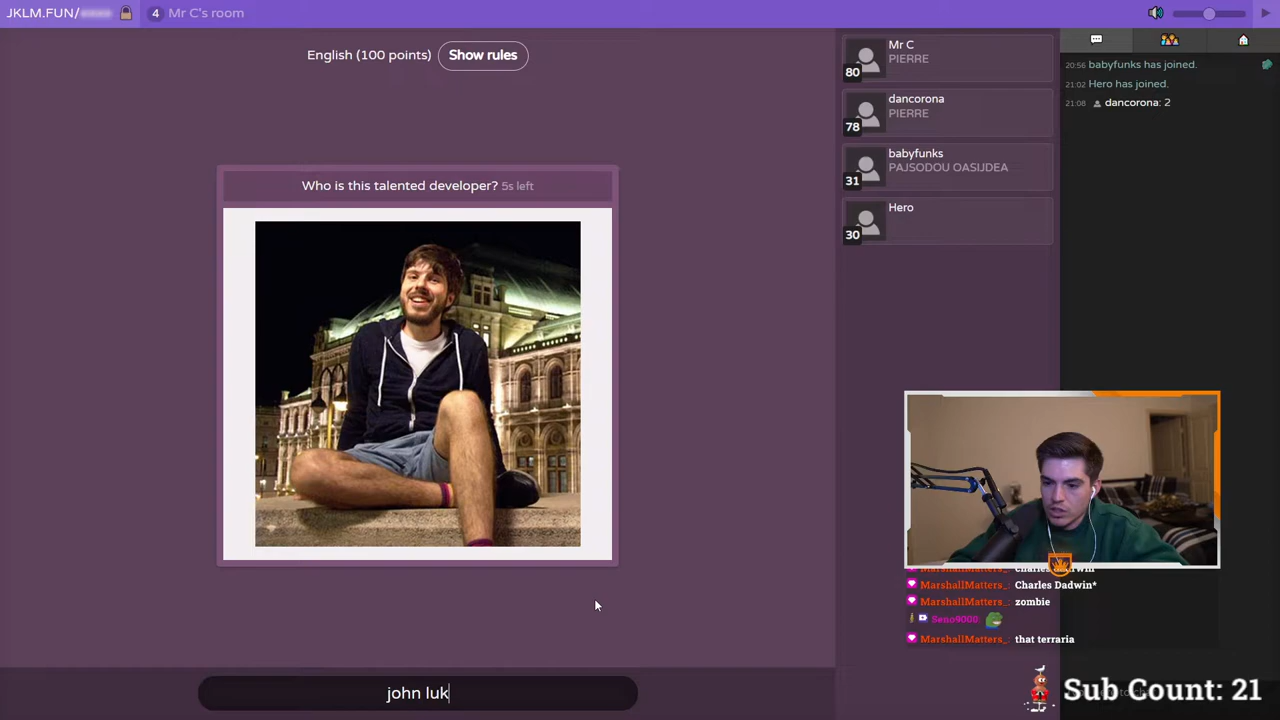 JKLM.FUN/
4 Mr C's room
English (100 points) Show rules
Who is this talented developer? 5s left
john luk
Mr C
PIERRE
80
dancorona
PIERRE
78
babyfunks
PAJSODOU OASIJDEA
31
Hero
30
20:56 babyfunks has joined.
21:02 Hero has joined.
21:08 dancorona: 2
MarshallMatters_: Charles Dadwin*
MarshallMatters_: zombie
Seno9000:
MarshallMatters_: that terraria
Sub Count: 21